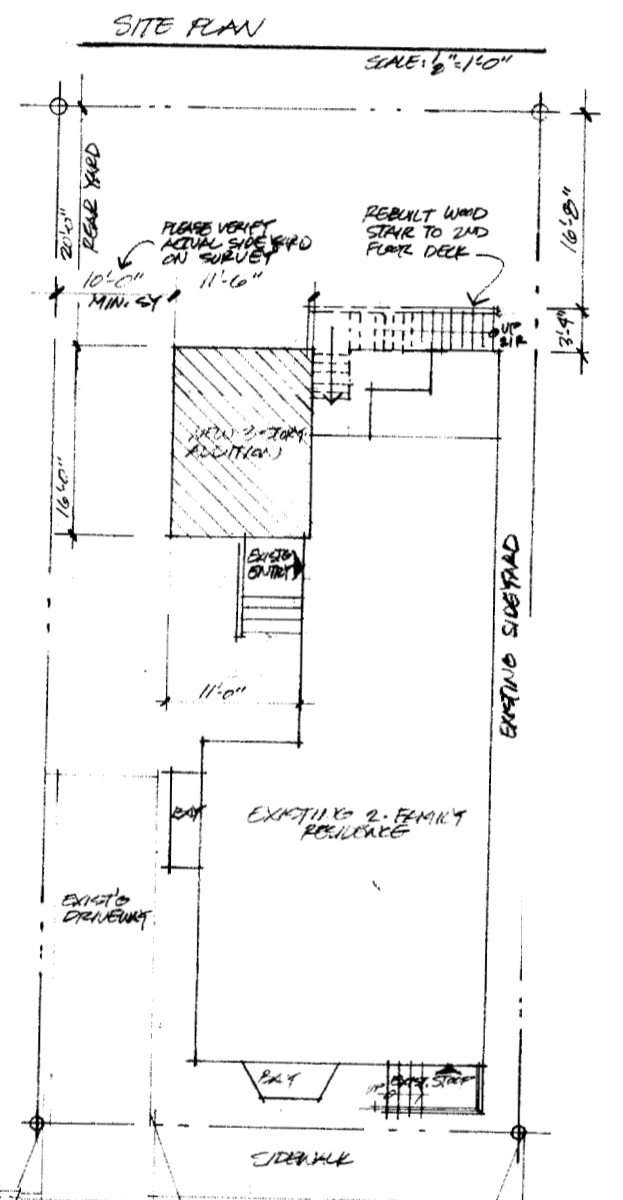 SITE PLAN
SCALE: 1/8"=1'-0"
REAR YARD
20'-0"
PLEASE VERIFY
ACTUAL SIDEYARD
ON SURVEY
10'-0"
MIN. SY
11'-6"
REBUILT WOOD
STAIR TO 2ND
FLOOR DECK
16'-8"
3'-4"
UP
21R
NEW 3-STORY
ADDITION
16'-0"
EXIST'G
ENTRY
11'-0"
EXISTING SIDEYARD
BAY
EXISTING 2-FAMILY
RESIDENCE
EXIST'G
DRIVEWAY
BAY
UP
EXIST. STOOP
SIDEWALK